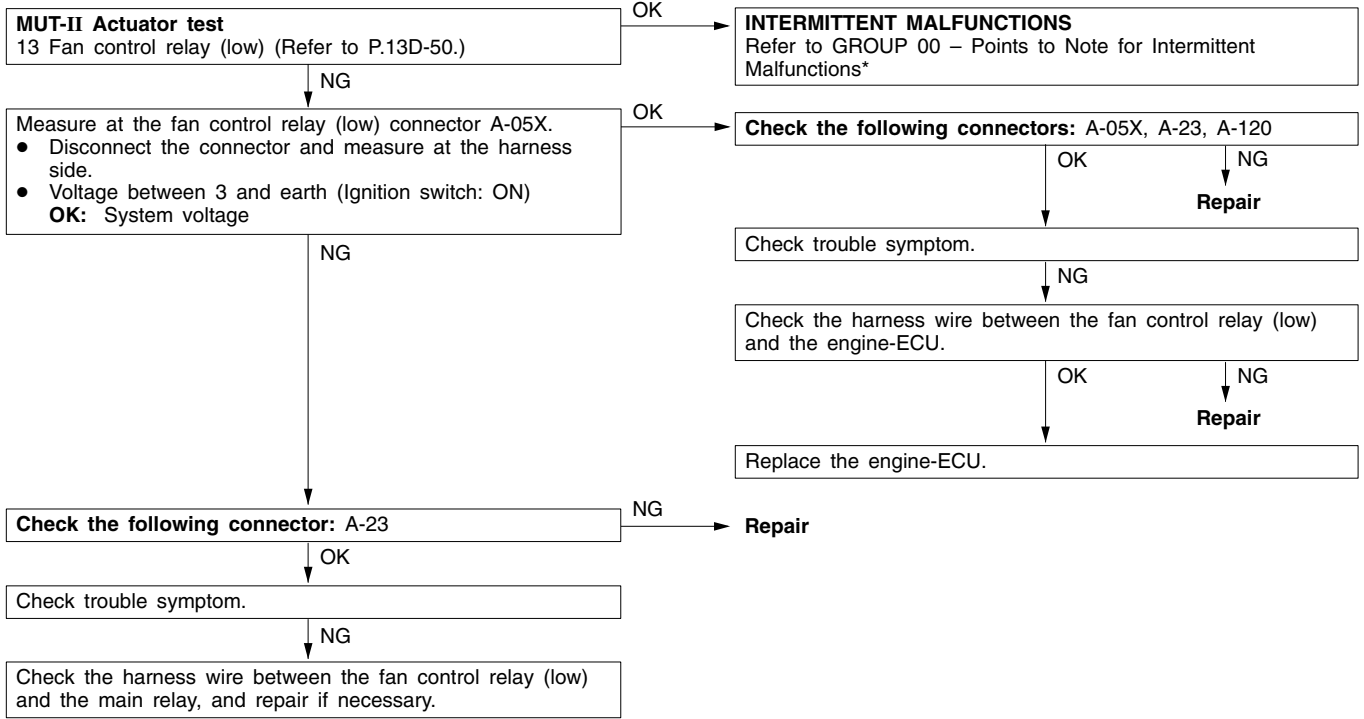 MUT-II Actuator test
13 Fan control relay (low) (Refer to P.13D-50.)
OK
INTERMITTENT MALFUNCTIONS
Refer to GROUP 00 – Points to Note for Intermittent
Malfunctions*
NG
Measure at the fan control relay (low) connector A-05X.
● Disconnect the connector and measure at the harness
side.
● Voltage between 3 and earth (Ignition switch: ON)
OK: System voltage
OK
Check the following connectors: A-05X, A-23, A-120
OK
NG
Repair
NG
Check trouble symptom.
NG
Check the harness wire between the fan control relay (low)
and the engine-ECU.
OK
NG
Repair
Replace the engine-ECU.
Check the following connector: A-23
NG
Repair
OK
Check trouble symptom.
NG
Check the harness wire between the fan control relay (low)
and the main relay, and repair if necessary.